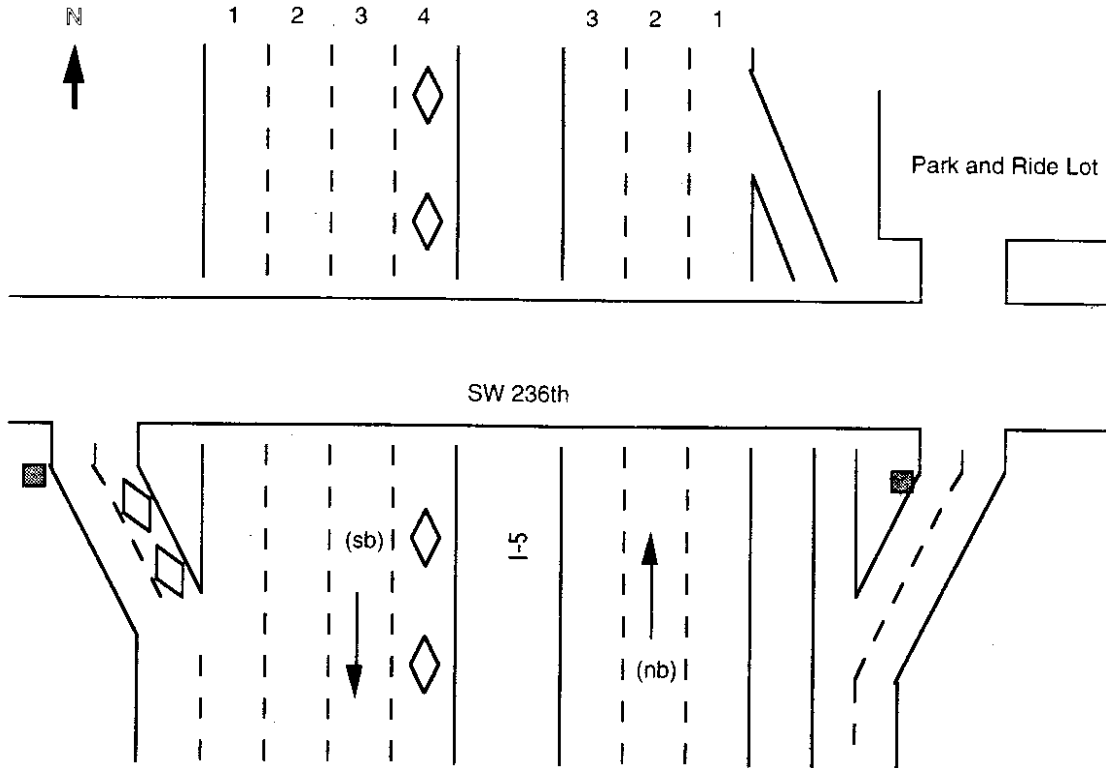 N 1 2 3 4 3 2 1
Park and Ride Lot
SW 236th
(sb)
I-5
(nb)